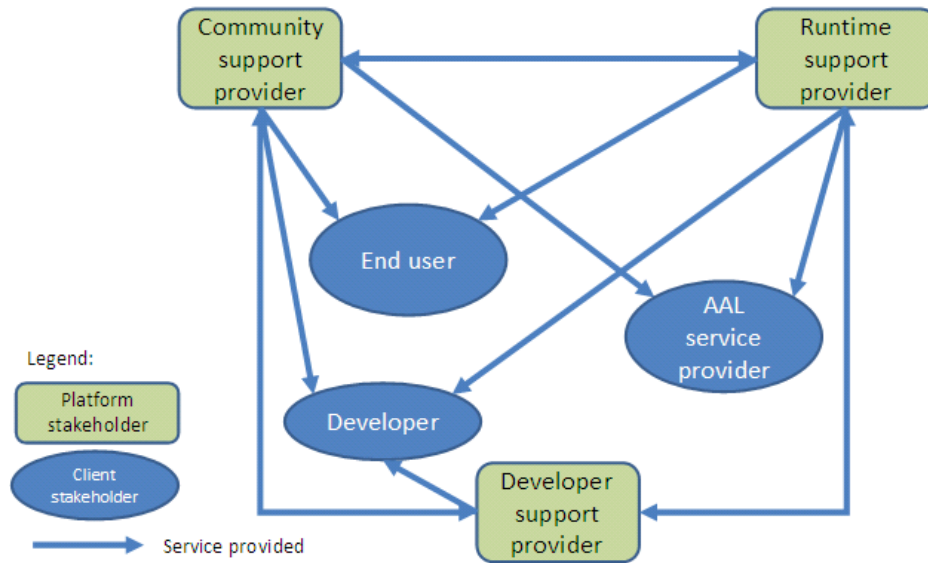 Community
support
provider
Runtime
support
provider
End user
AAL
service
provider
Legend:
Platform
stakeholder
Developer
Client
stakeholder
Developer
support
provider
Service provided